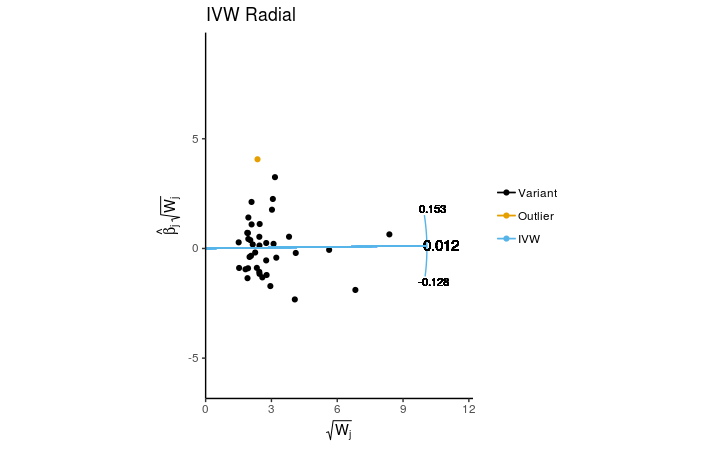 IVW Radial
5
0
-5
β̂j√Wj
0.153
0.012
-0.128
0 3 6 9 12
√Wj
Variant
Outlier
IVW